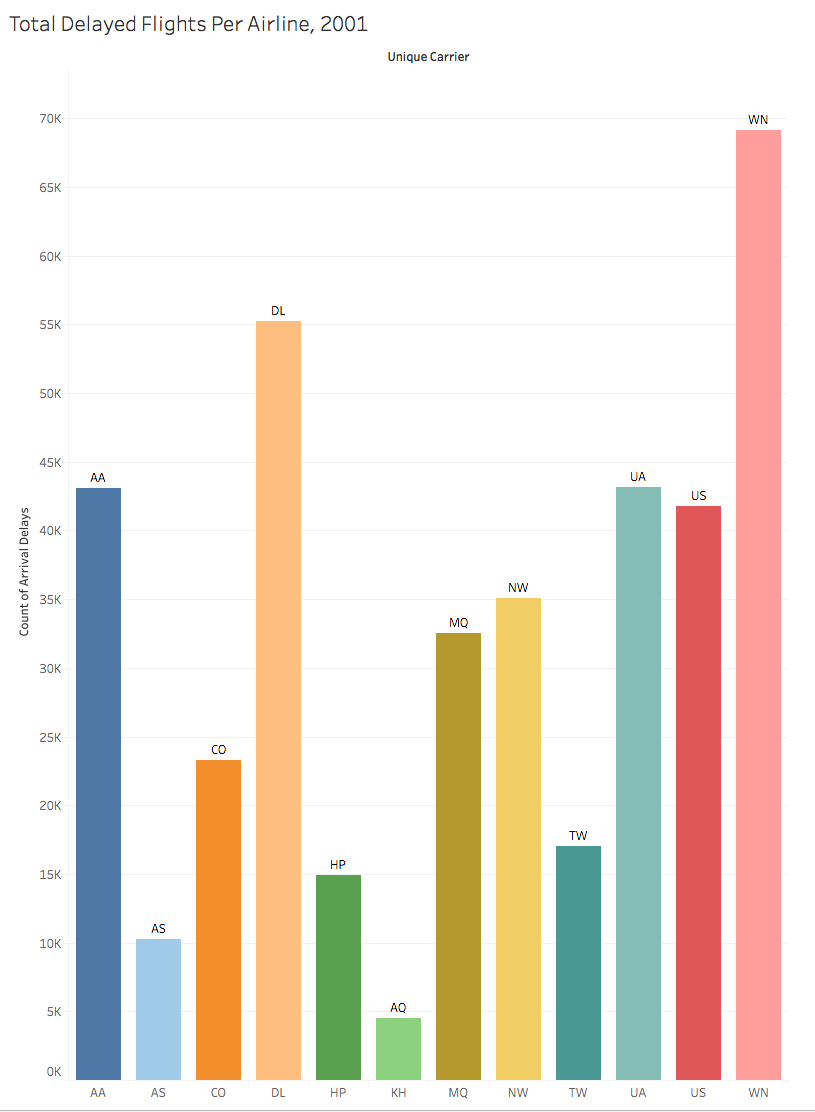 Total Delayed Flights Per Airline, 2001
Unique Carrier
Count of Arrival Delays
70K
65K
60K
55K
50K
45K
40K
35K
30K
25K
20K
15K
10K
5K
0K
AA
AS
CO
DL
HP
AQ
MQ
NW
TW
UA
US
WN
AA AS CO DL HP KH MQ NW TW UA US WN